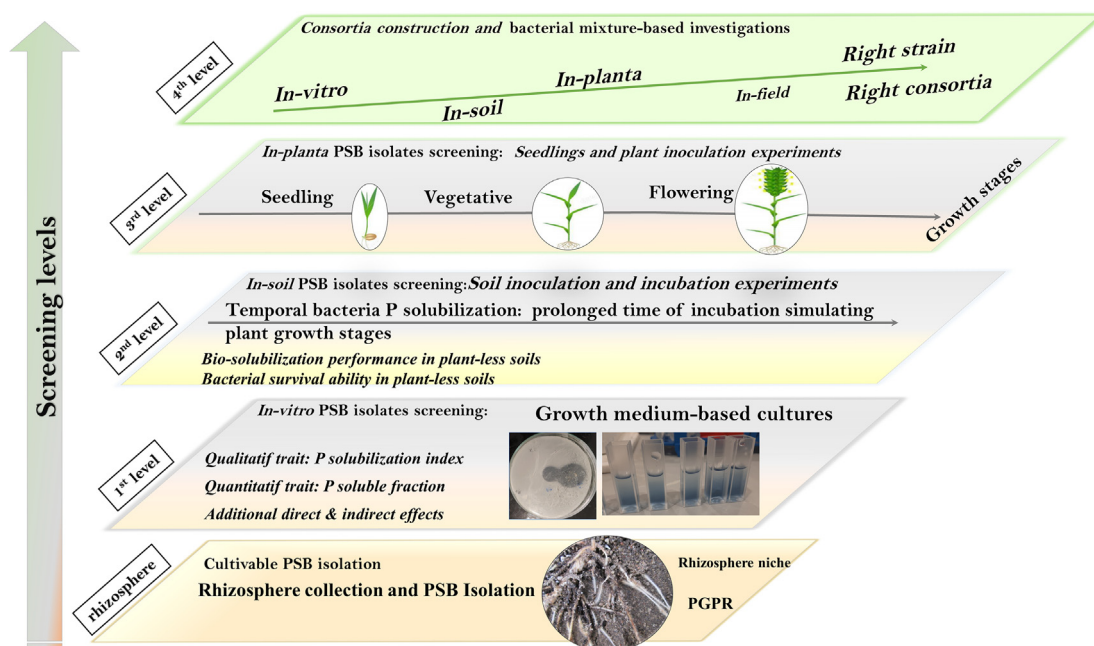 Screening levels
4th level
Consortia construction and bacterial mixture-based investigations
In-vitro
In-soil
In-planta
In-field
Right strain
Right consortia
3rd level
In-planta PSB isolates screening: Seedlings and plant inoculation experiments
Seedling
Vegetative
Flowering
Growth stages
2nd level
In-soil PSB isolates screening:Soil inoculation and incubation experiments
Temporal bacteria P solubilization: prolonged time of incubation simulating
plant growth stages
Bio-solubilization performance in plant-less soils
Bacterial survival ability in plant-less soils
1st level
In-vitro PSB isolates screening:
Growth medium-based cultures
Qualitatif trait: P solubilization index
Quantitatif trait: P soluble fraction
Additional direct & indirect effects
rhizosphere
Cultivable PSB isolation
Rhizosphere collection and PSB Isolation
Rhizosphere niche
PGPR